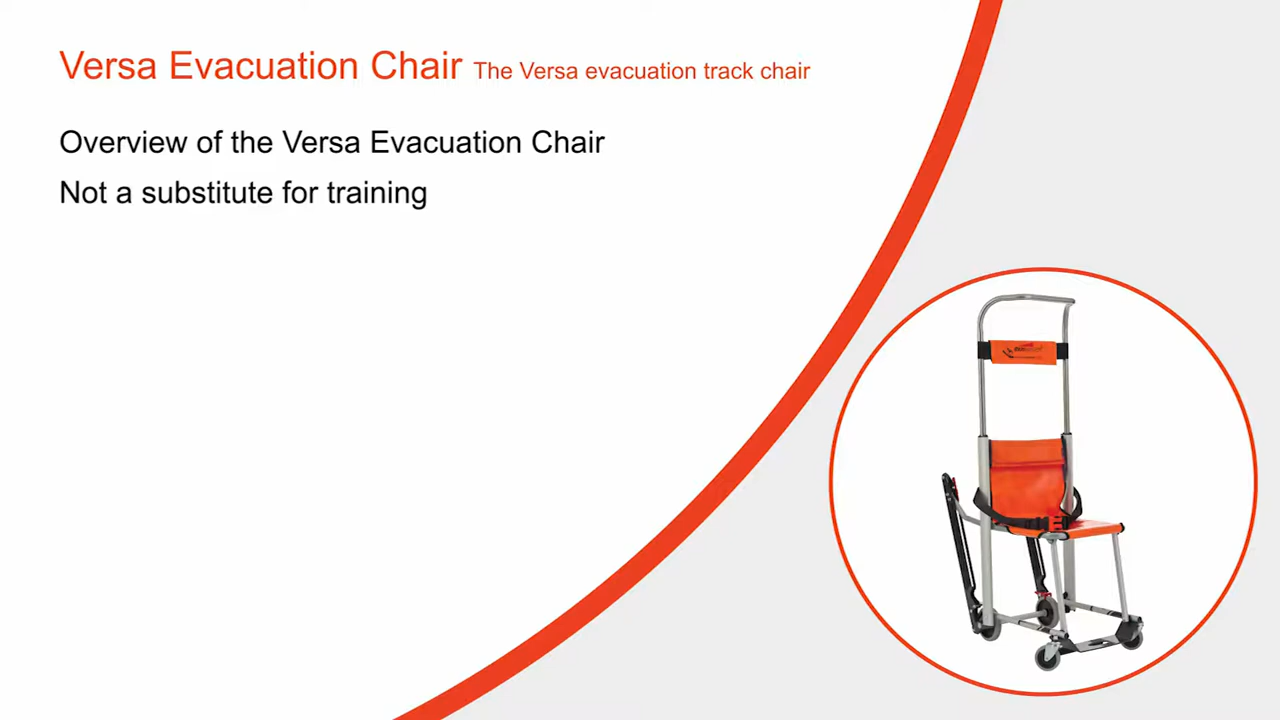 Versa Evacuation Chair The Versa evacuation track chair
Overview of the Versa Evacuation Chair
Not a substitute for training